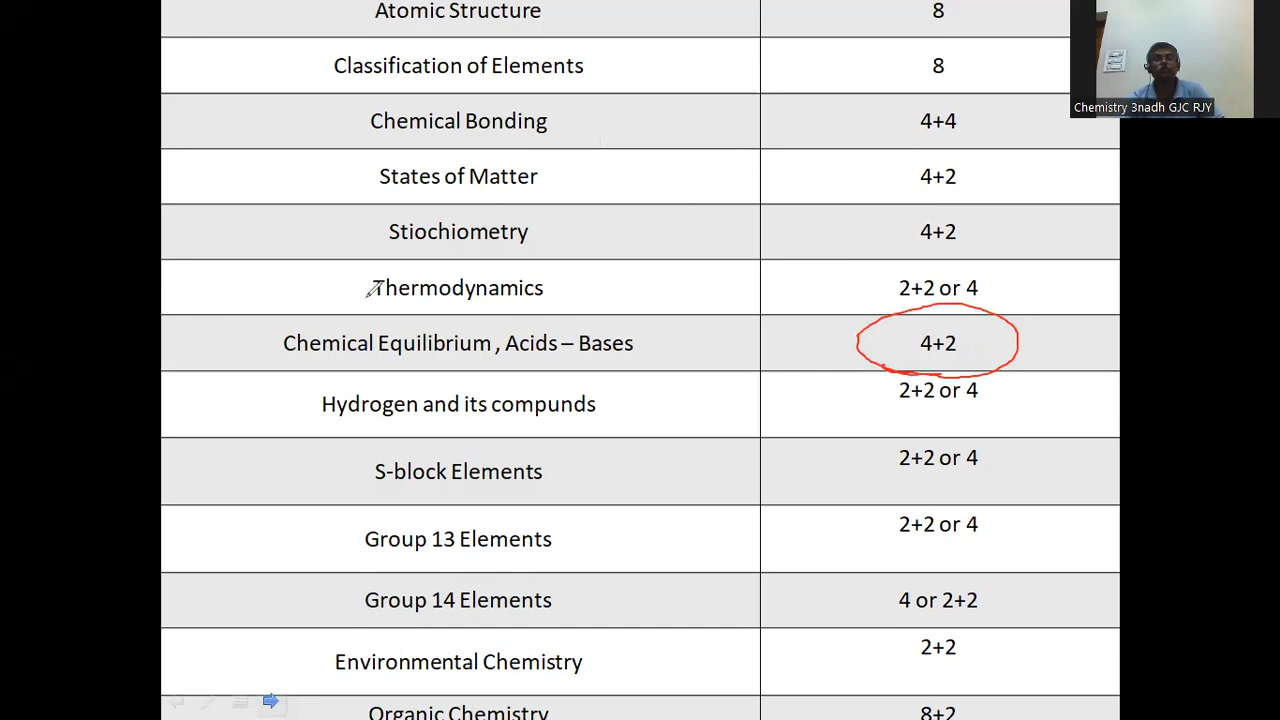 Atomic Structure 8
Chemistry 3nadh GJC RJY
Classification of Elements 8
Chemical Bonding 4+4
States of Matter 4+2
Stiochiometry 4+2
Thermodynamics 2+2 or 4
Chemical Equilibrium , Acids – Bases 4+2
Hydrogen and its compunds 2+2 or 4
S-block Elements 2+2 or 4
Group 13 Elements 2+2 or 4
Group 14 Elements 4 or 2+2
Environmental Chemistry 2+2
Organic Chemistry 8+2